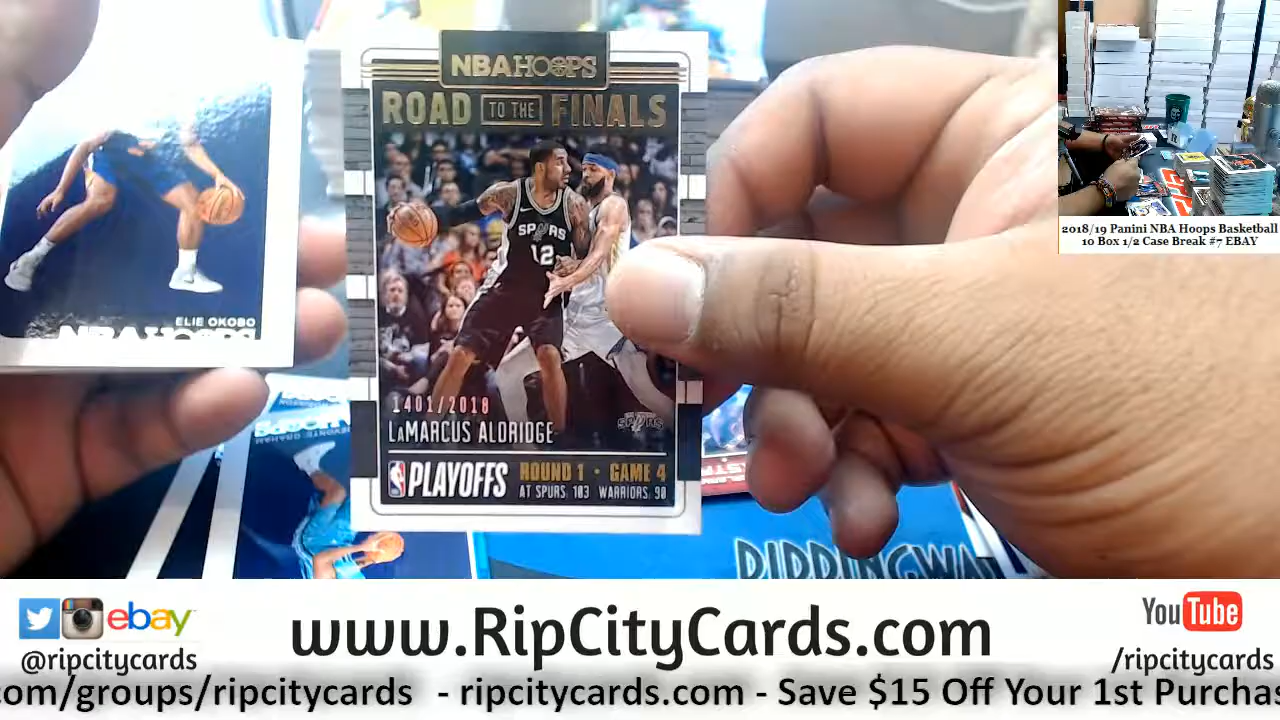 NBA HOOPS
ROAD TO THE FINALS
SPURS
12
1401/2018
LAMARCUS ALDRIDGE
SPURS
PLAYOFFS
ROUND 1 • GAME 4
AT SPURS 103 WARRIORS 90
ELIE OKOBO
NBA HOOPS
2018/19 Panini NBA Hoops Basketball
10 Box 1/2 Case Break #7 EBAY
ebay
@ripcitycards
www.RipCityCards.com
YouTube
/ripcitycards
com/groups/ripcitycards - ripcitycards.com - Save $15 Off Your 1st Purchas